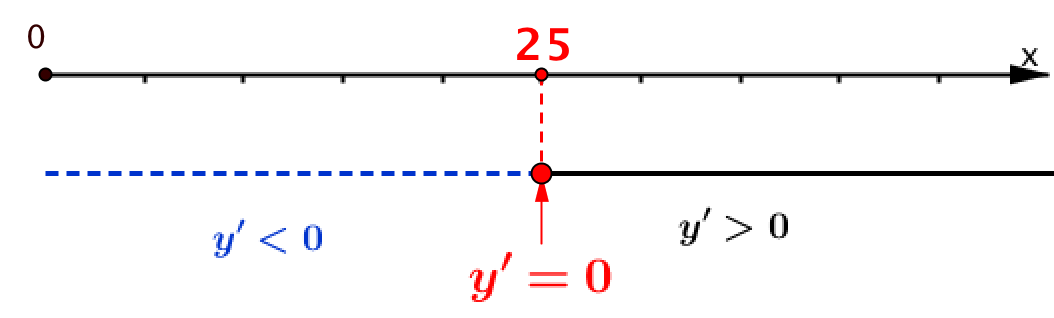 0
25
x
y' < 0
y' > 0
y' = 0